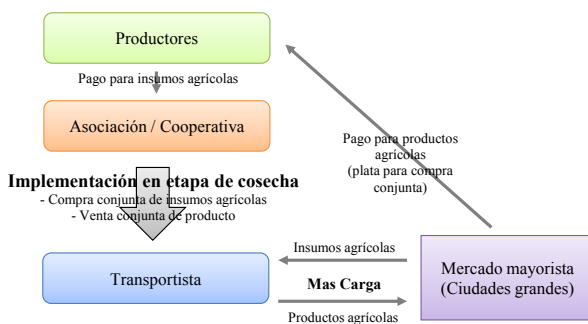 Productores
Pago para insumos agrícolas
Asociación / Cooperativa
Pago para productos
agrícolas
(plata para compra
conjunta)
Implementación en etapa de cosecha
- Compra conjunta de insumos agrícolas
- Venta conjunta de producto
Insumos agrícolas
Transportista
Mas Carga
Mercado mayorista
(Ciudades grandes)
Productos agrícolas